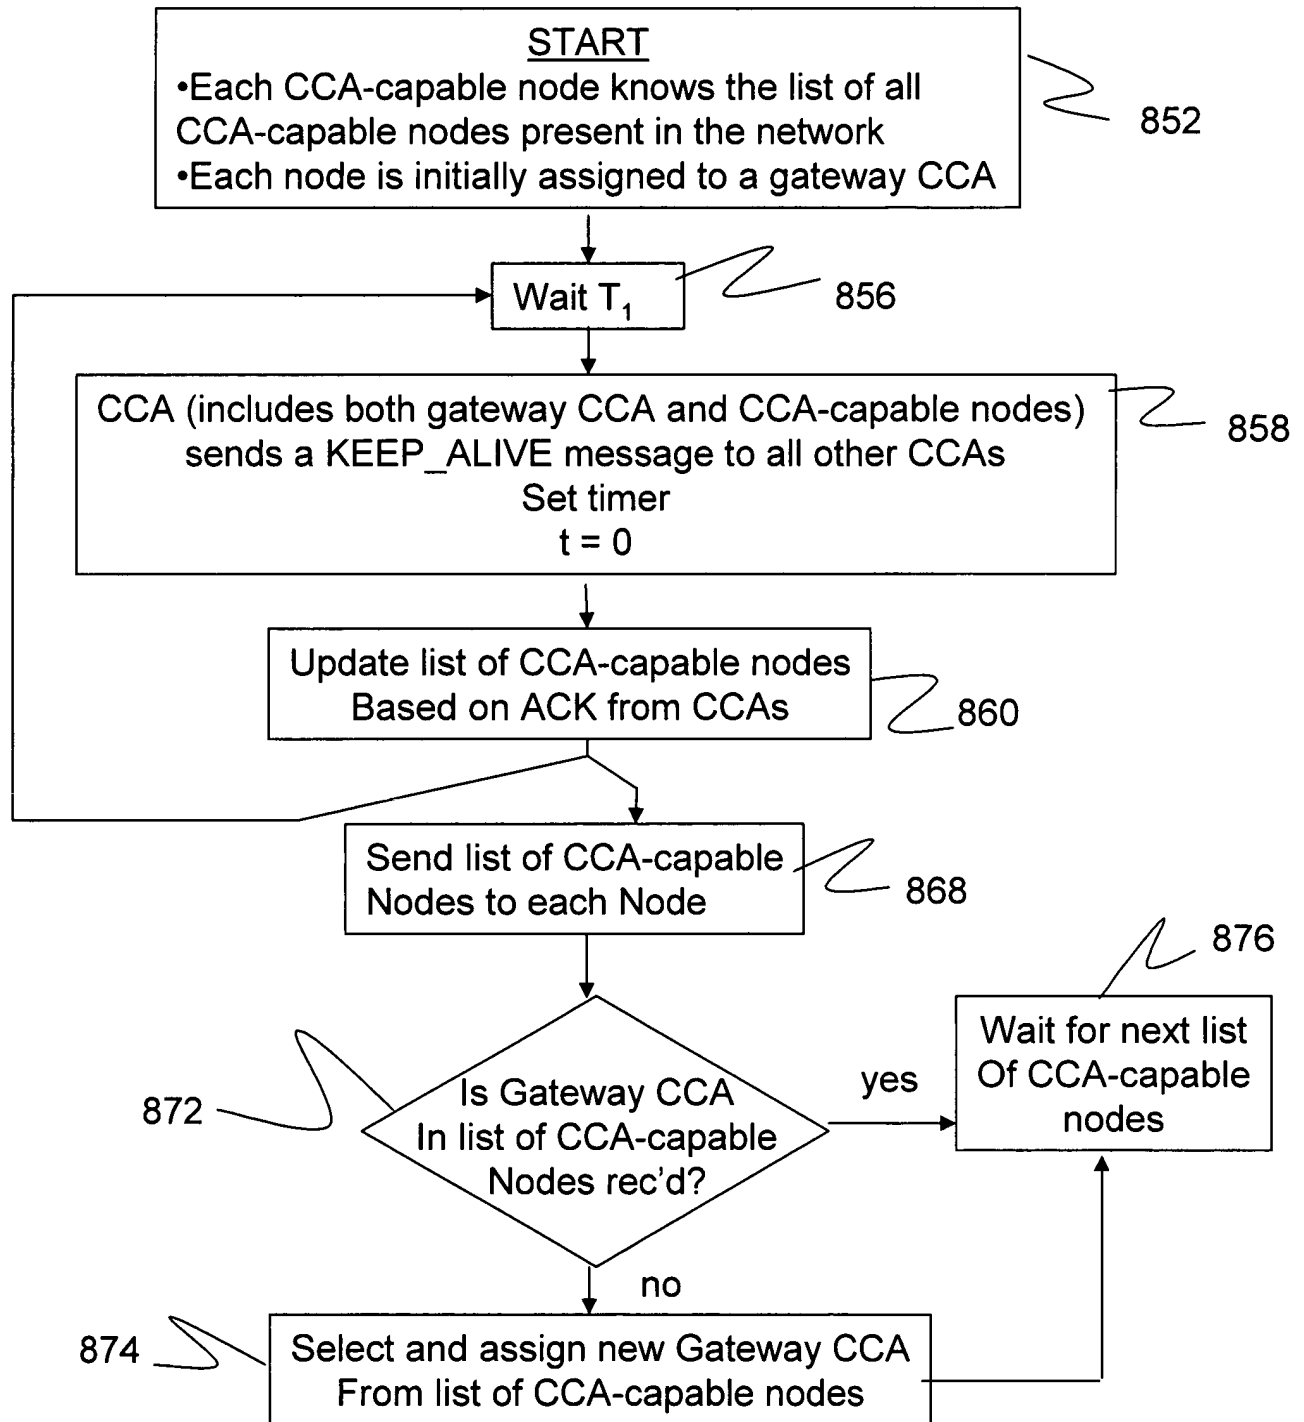 START
•Each CCA-capable node knows the list of all
CCA-capable nodes present in the network
•Each node is initially assigned to a gateway CCA
852
Wait T₁
856
CCA (includes both gateway CCA and CCA-capable nodes)
sends a KEEP_ALIVE message to all other CCAs
Set timer
t = 0
858
Update list of CCA-capable nodes
Based on ACK from CCAs
860
Send list of CCA-capable
Nodes to each Node
868
876
Wait for next list
Of CCA-capable
nodes
Is Gateway CCA
In list of CCA-capable
Nodes rec'd?
872
yes
no
874
Select and assign new Gateway CCA
From list of CCA-capable nodes